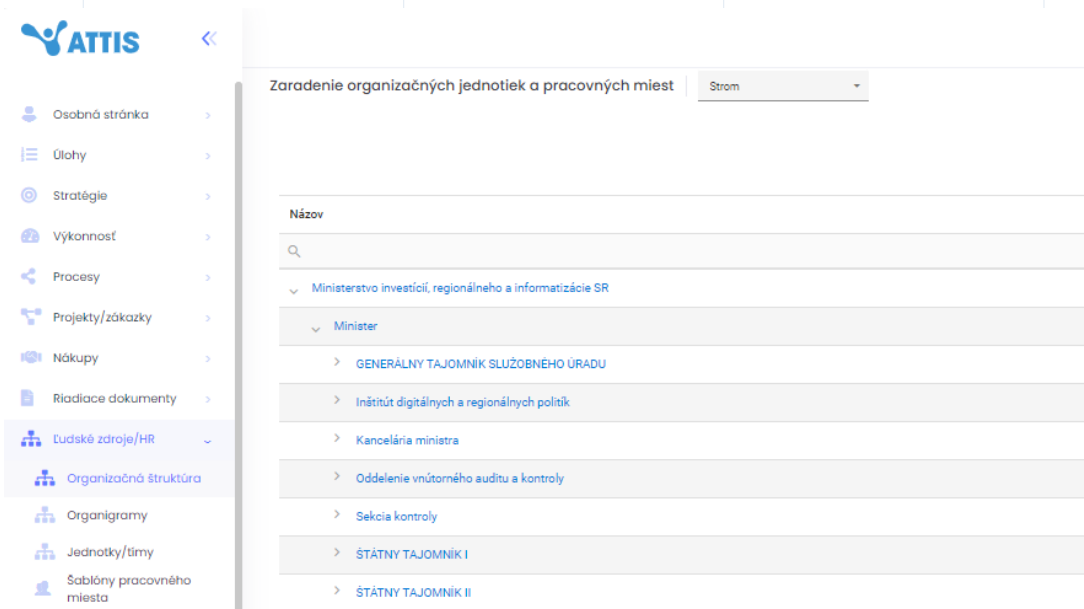 ATTIS
Osobná stránka
Úlohy
Stratégie
Výkonnosť
Procesy
Projekty/zákazky
Nákupy
Riadiace dokumenty
Ľudské zdroje/HR
Organizačná štruktúra
Organigramy
Jednotky/tímy
Šablóny pracovného
miesta
Zaradenie organizačných jednotiek a pracovných miest
Strom
Názov
Ministerstvo investícií, regionálneho a informatizácie SR
Minister
GENERÁLNY TAJOMNÍK SLUŽOBNÉHO ÚRADU
Inštitút digitálnych a regionálnych politík
Kancelária ministra
Oddelenie vnútorného auditu a kontroly
Sekcia kontroly
ŠTÁTNY TAJOMNÍK I
ŠTÁTNY TAJOMNÍK II